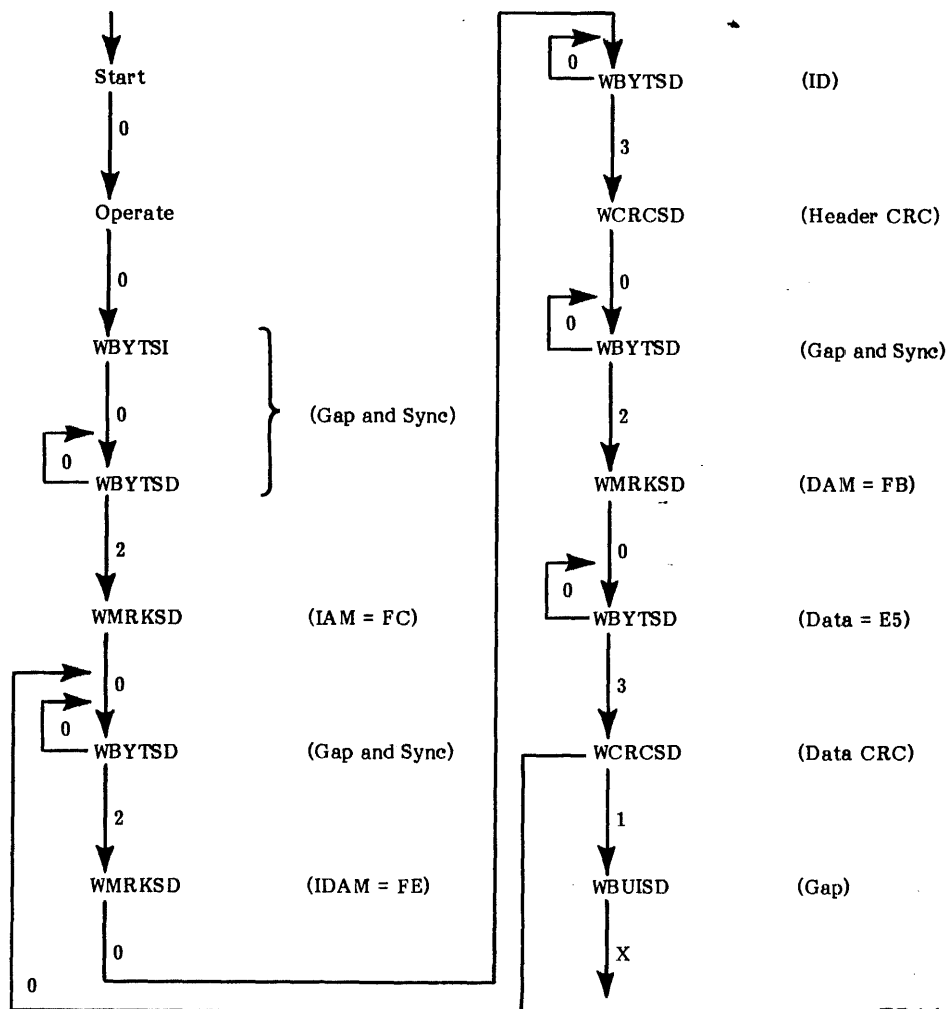 Start
0
Operate
0
WBYTSI
0
(Gap and Sync)
0
WBYTSD
2
WMRKSD (IAM = FC)
0
0
WBYTSD (Gap and Sync)
2
WMRKSD (IDAM = FE)
0
0
0
WBYTSD (ID)
3
WCRCSD (Header CRC)
0
0
WBYTSD (Gap and Sync)
2
WMRKSD (DAM = FB)
0
0
WBYTSD (Data = E5)
3
WCRCSD (Data CRC)
1
WBUISD (Gap)
X